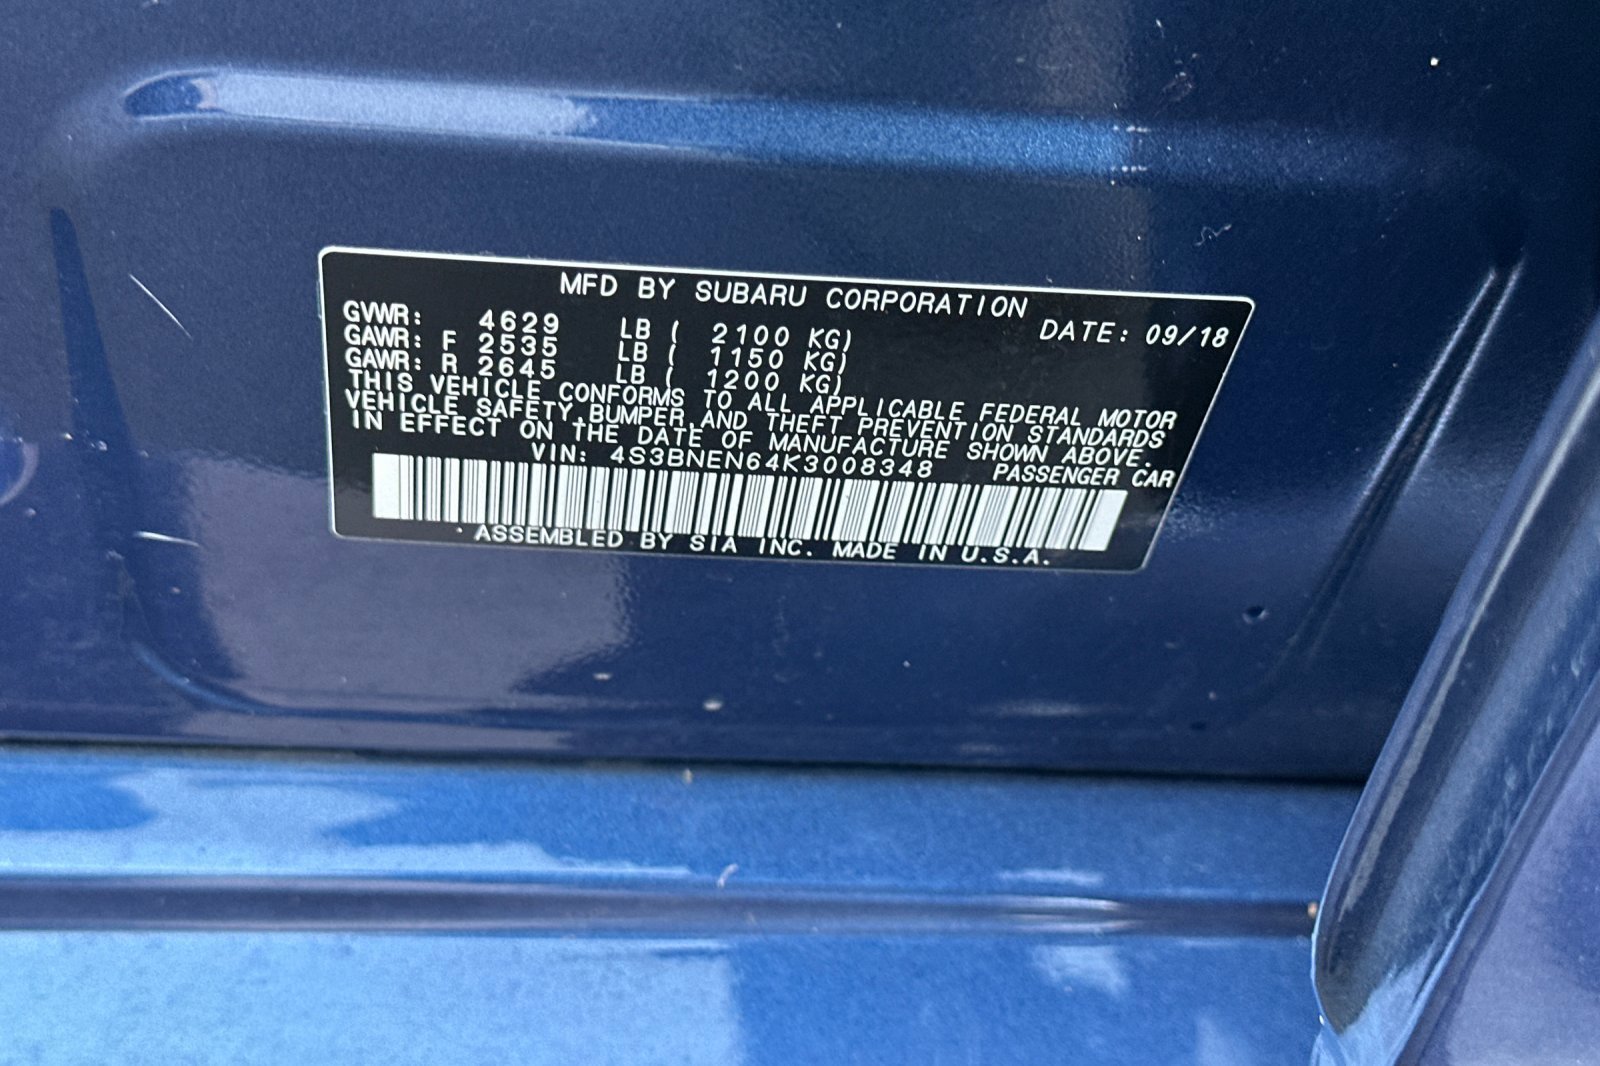 MFD BY SUBARU CORPORATION
GVWR: 4629 LB ( 2100 KG) DATE: 09/18
GAWR: F 2535 LB ( 1150 KG)
GAWR: R 2645 LB ( 1200 KG)
THIS VEHICLE CONFORMS TO ALL APPLICABLE FEDERAL MOTOR
VEHICLE SAFETY,BUMPER,AND THEFT PREVENTION STANDARDS
IN EFFECT ON THE DATE OF MANUFACTURE SHOWN ABOVE.
VIN: 4S3BNEN64K3008348 PASSENGER CAR
ASSEMBLED BY SIA INC. MADE IN U.S.A.